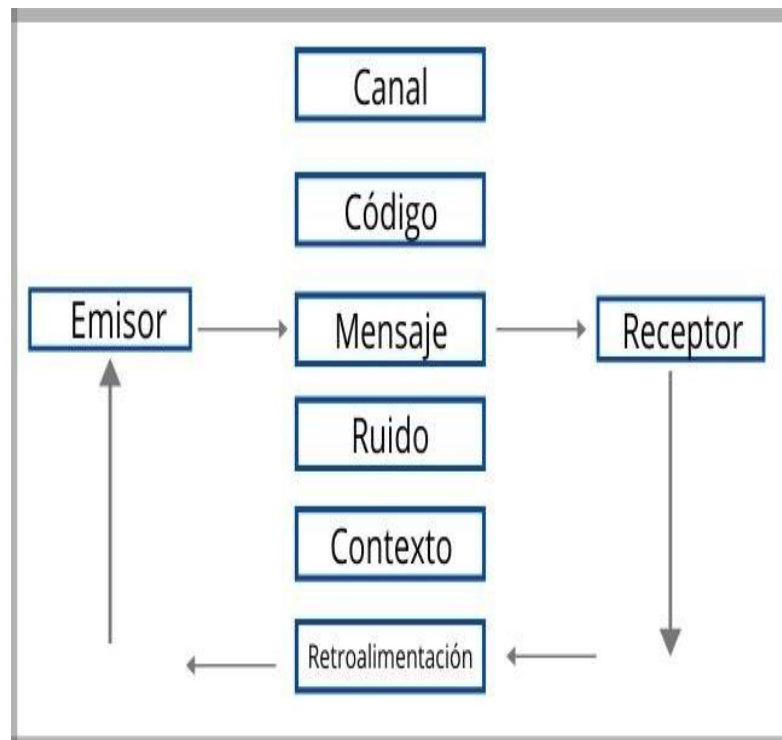 Canal
Código
Emisor
Mensaje
Receptor
Ruido
Contexto
Retroalimentación